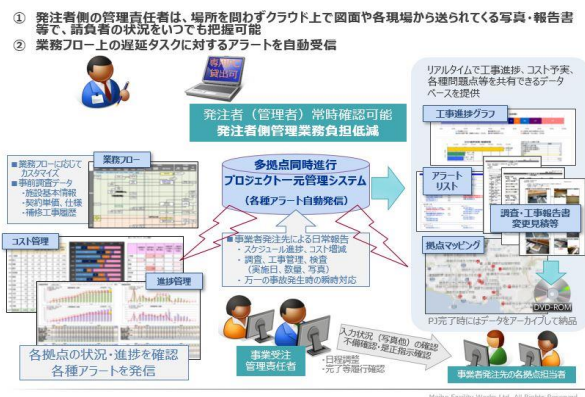 ① 発注者側の管理責任者は、場所を問わずクラウド上で図面や各現場から送られてくる写真・報告書
等で、請負者の状況をいつでも把握可能
② 業務フロー上の遅延タスクに対するアラートを自動受信
専用PC
貸出可
発注者（管理者）常時確認可能
発注者側管理業務負担低減
リアルタイムで工事進捗、コスト予実、
各種問題点等を共有できるデータ
ベースを提供
工事進捗グラフ
アラート
リスト
調査・工事報告書
変更見積等
拠点マッピング
DVD-ROM
PJ完了時にはデータをアーカイブして納品
■業務フローに応じて
カスタマイズ
■事前調査データ
・施設基本情報
・契約単価、仕様
・補修工事履歴
業務フロー
コスト管理
進捗管理
各拠点の状況・進捗を確認
各種アラートを発信
多拠点同時進行
プロジェクト一元管理システム
（各種アラート自動発信）
■事業者発注先による日常報告
・スケジュール進捗、コスト増減
・調査、工事管理、検査
（実施日、数量、写真）
・万一の事故発生時の瞬時対応
事業受注
管理責任者
入力状況（写真他）の確認
不備確認・是正指示確認
・日程調整
・完了等履行確認
事業者発注先の各拠点担当者
Meiho Facility Works Ltd. All Rights Reserved